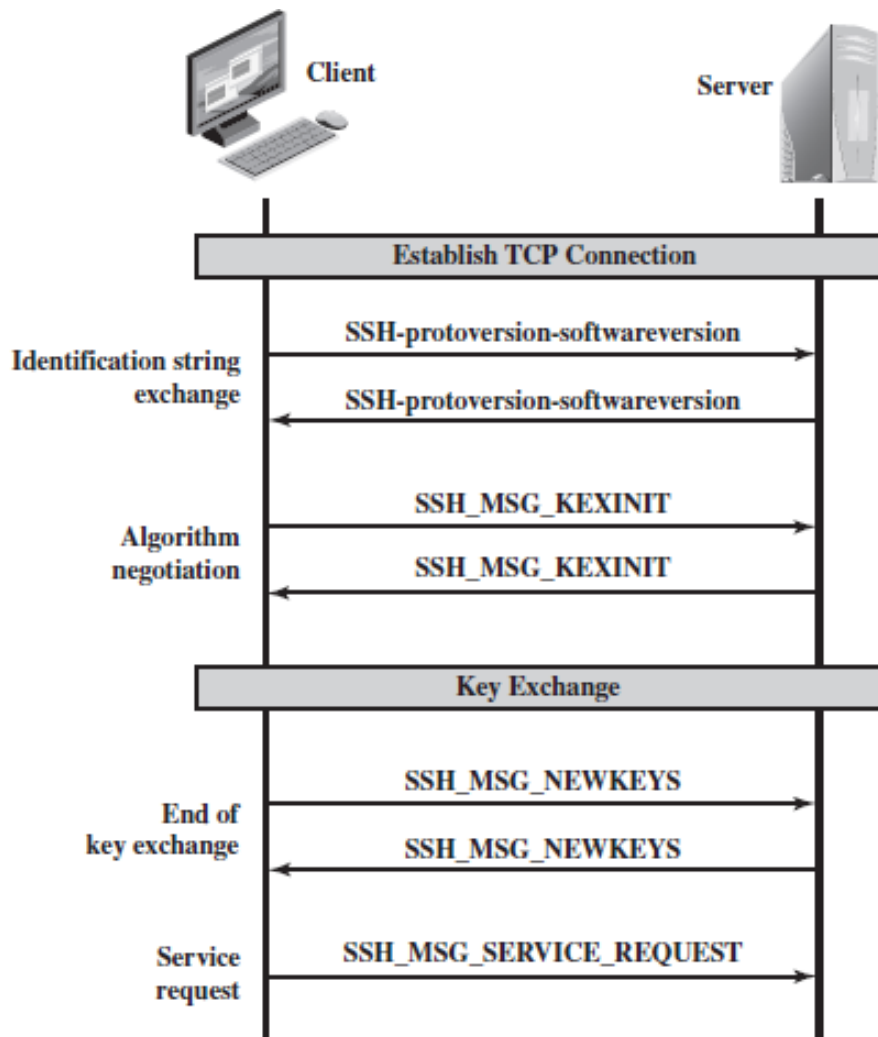 Client
Server
Establish TCP Connection
SSH-protoversion-softwareversion
Identification string
exchange
SSH-protoversion-softwareversion
SSH_MSG_KEXINIT
Algorithm
negotiation
SSH_MSG_KEXINIT
Key Exchange
SSH_MSG_NEWKEYS
End of
key exchange
SSH_MSG_NEWKEYS
SSH_MSG_SERVICE_REQUEST
Service
request